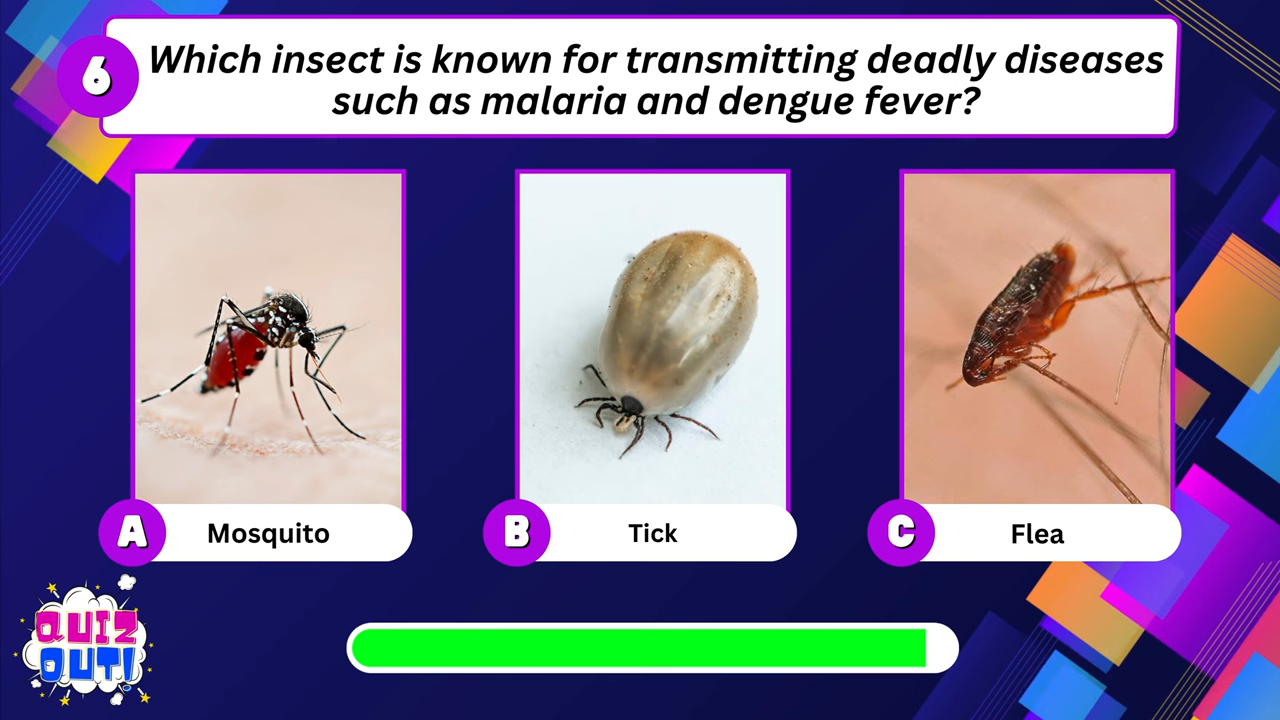 6
Which insect is known for transmitting deadly diseases
such as malaria and dengue fever?
A Mosquito
B Tick
C Flea
QUIZ
OUT!